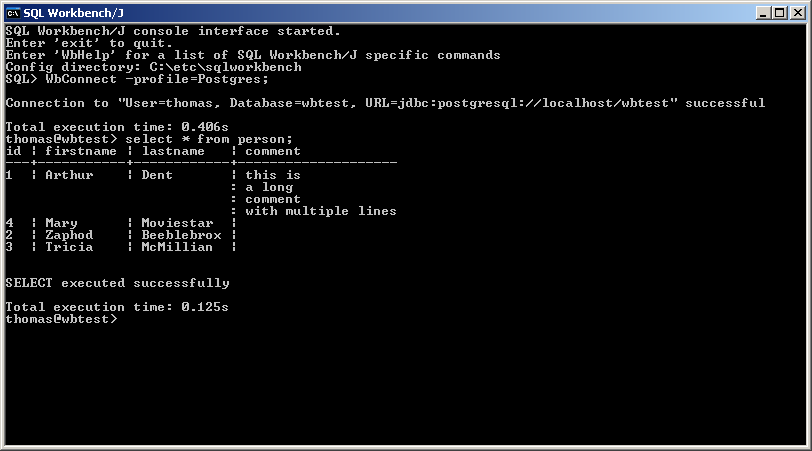 SQL Workbench/J
SQL Workbench/J console interface started.
Enter 'exit' to quit.
Enter 'WbHelp' for a list of SQL Workbench/J specific commands
Config directory: C:\etc\sqlworkbench
SQL> WbConnect -profile=Postgres;
Connection to "User=thomas, Database=wbtest, URL=jdbc:postgresql://localhost/wbtest" successful
Total execution time: 0.406s
thomas@wbtest> select * from person;
id | firstname | lastname   | comment
---+-----------+------------+--------------------
1  | Arthur    | Dent       | this is
                            : a long
                            : comment
                            : with multiple lines
4  | Mary      | Moviestar  |
2  | Zaphod    | Beeblebrox |
3  | Tricia    | McMillian  |
SELECT executed successfully
Total execution time: 0.125s
thomas@wbtest>